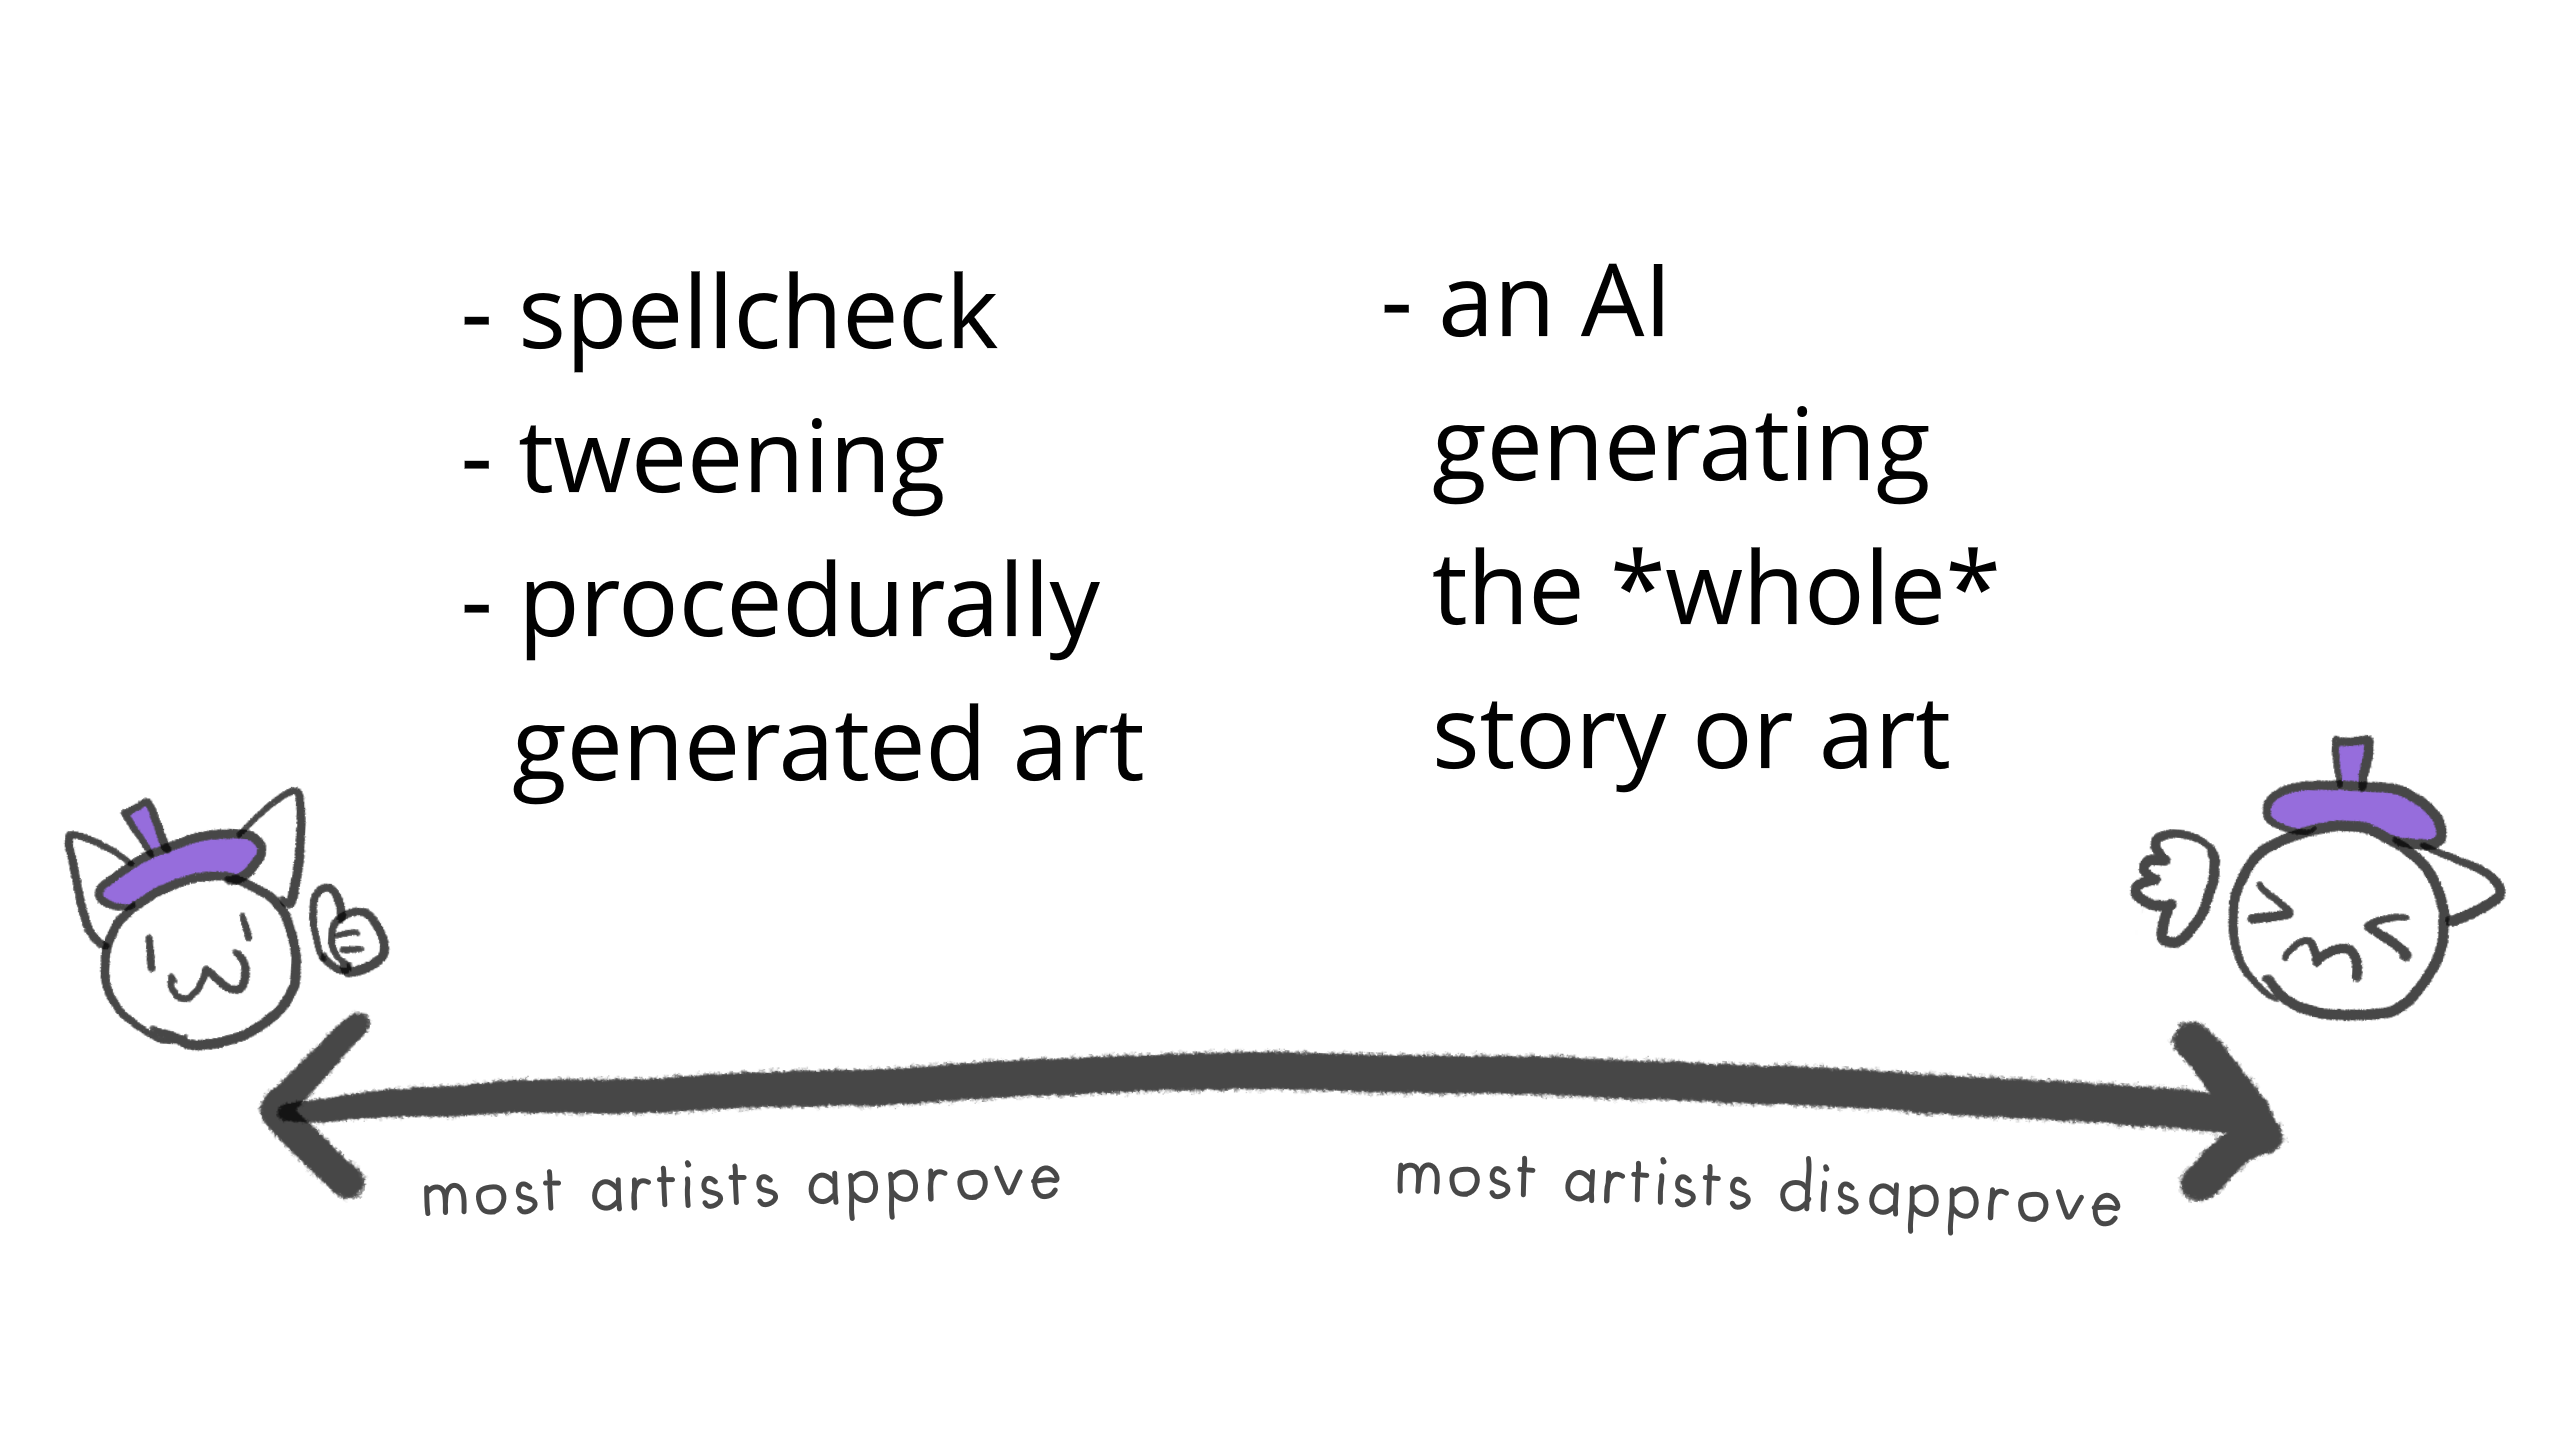 - spellcheck
- tweening
- procedurally
generated art
- an AI
generating
the *whole*
story or art
most artists approve
most artists disapprove